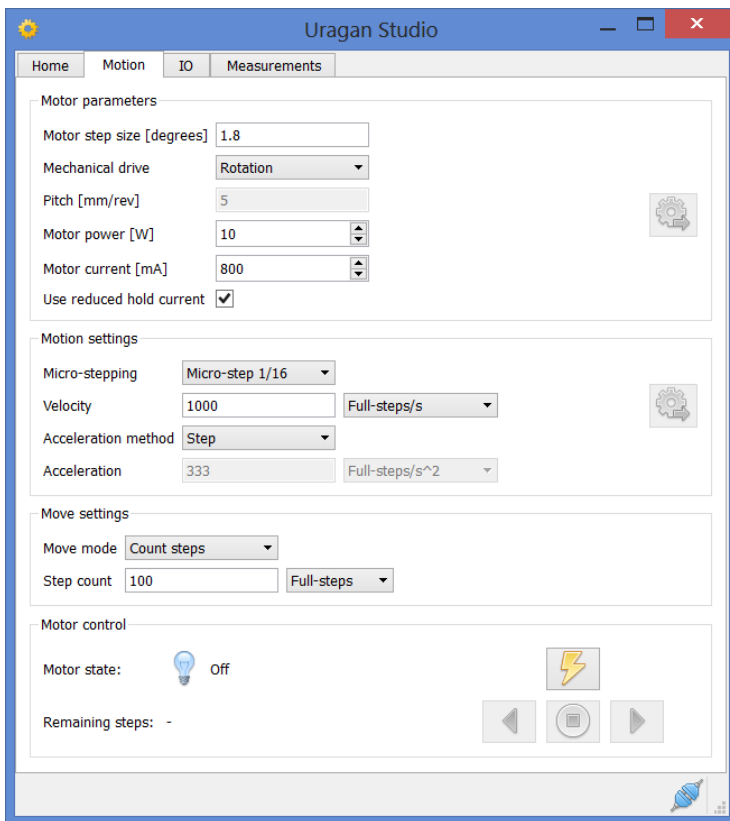 Uragan Studio
Home Motion IO Measurements
Motor parameters
Motor step size [degrees] 1.8
Mechanical drive Rotation
Pitch [mm/rev] 5
Motor power [W] 10
Motor current [mA] 800
Use reduced hold current
Motion settings
Micro-stepping Micro-step 1/16
Velocity 1000 Full-steps/s
Acceleration method Step
Acceleration 333 Full-steps/s^2
Move settings
Move mode Count steps
Step count 100 Full-steps
Motor control
Motor state: Off
Remaining steps: -